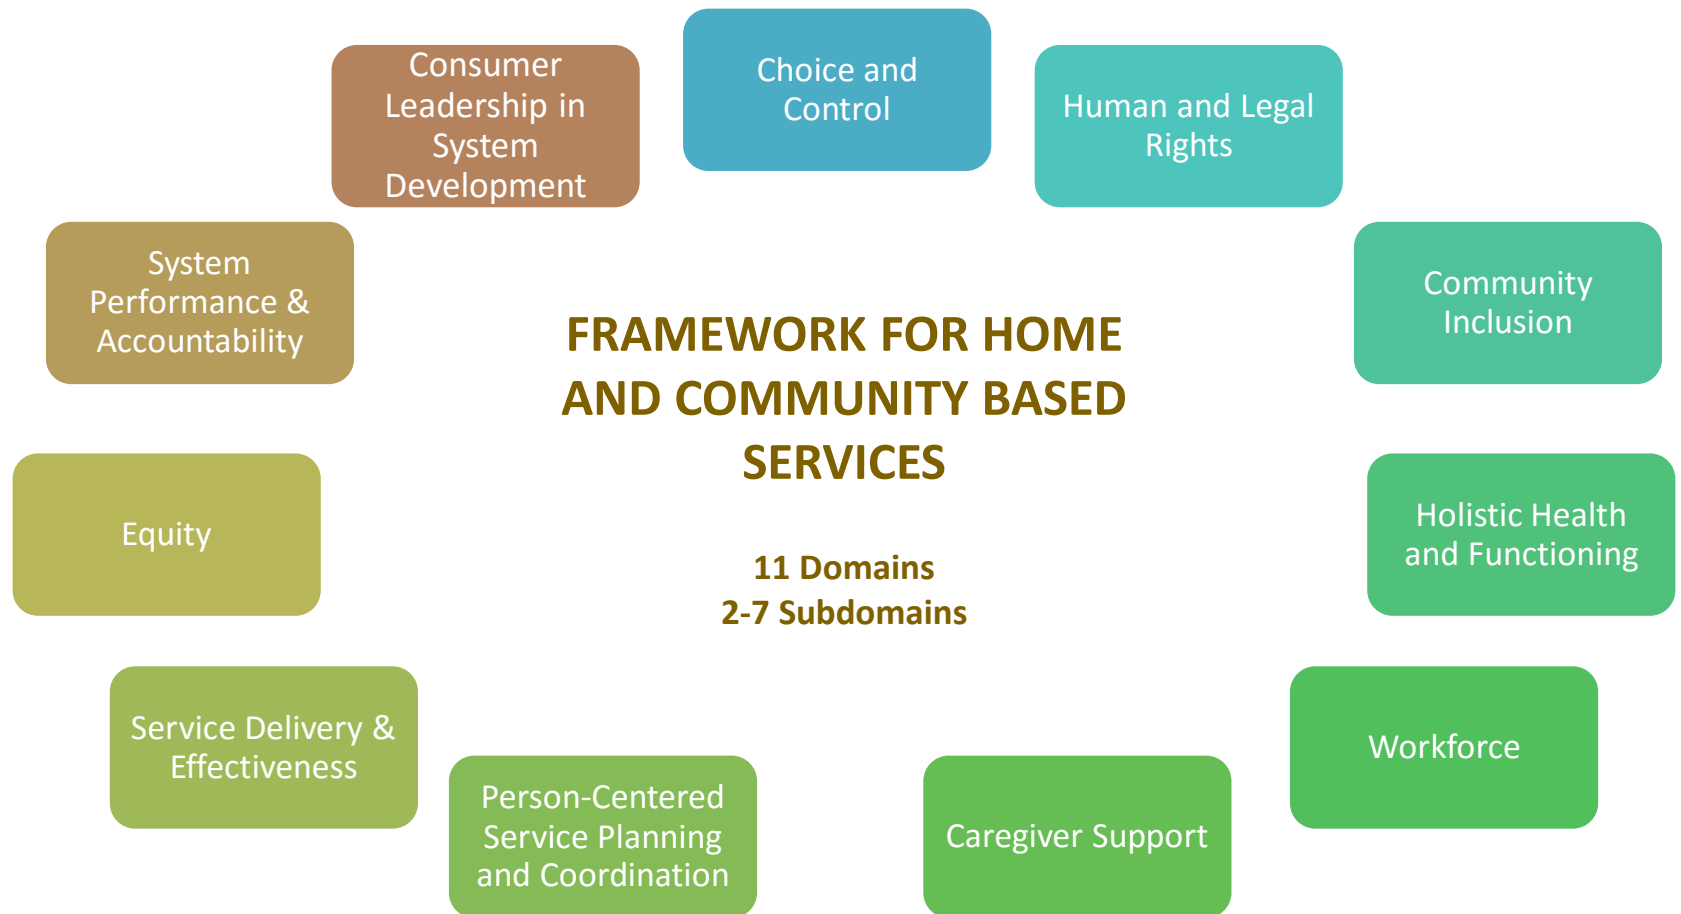 Choice and
Control
Human and Legal
Rights
Community
Inclusion
Holistic Health
and Functioning
Workforce
Caregiver Support
Person-Centered
Service Planning
and Coordination
Service Delivery &
Effectiveness
Equity
System
Performance &
Accountability
Consumer
Leadership in
System
Development
FRAMEWORK FOR HOME
AND COMMUNITY BASED
SERVICES
11 Domains
2-7 Subdomains